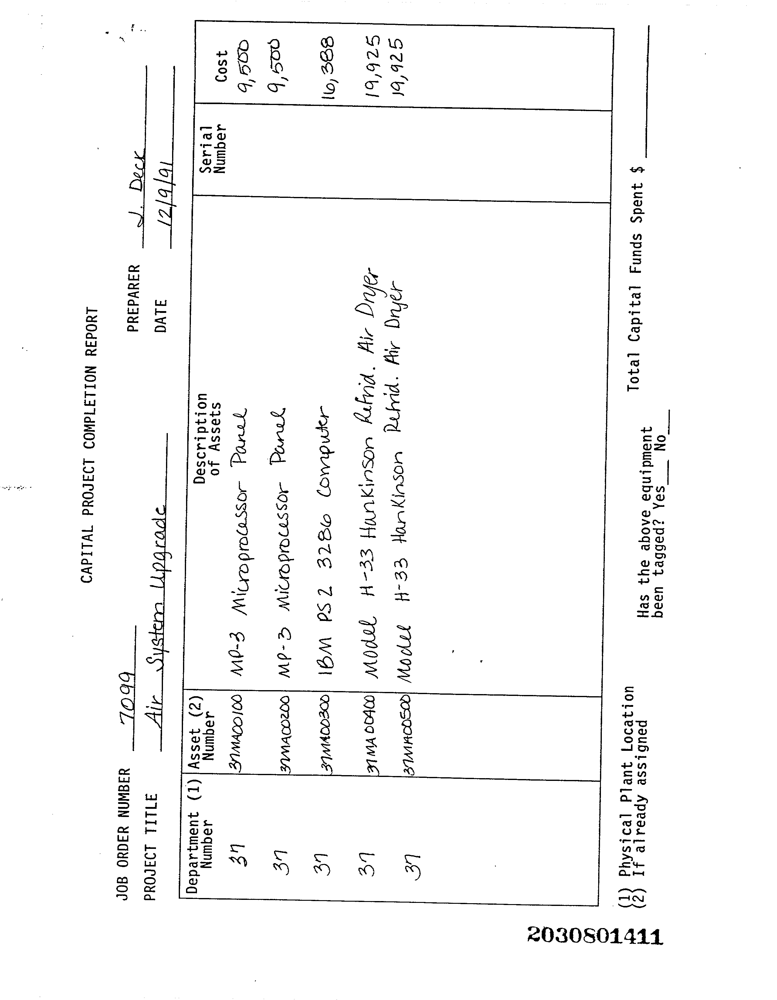 CAPITAL PROJECT COMPLETION REPORT
JOB ORDER NUMBER 7099 PREPARER J. Deck
PROJECT TITLE Air System Upgrade DATE 12/9/91
Department (1) Number Asset (2) Number Description of Assets Serial Number Cost
37 37MA00100 MP-3 Microprocessor Panel 9,500
37 37MA00200 MP-3 Microprocessor Panel 9,500
37 37MA00300 IBM PS2 3286 Computer 16,388
37 37MA00400 Model H-33 Hankinson Refrid. Air Dryer 19,925
37 37MA00500 Model H-33 Hankinson Refrid. Air Dryer 19,925
(1) Physical Plant Location
(2) If already assigned
Has the above equipment
been tagged? Yes___ No___
Total Capital Funds Spent $
2030801411